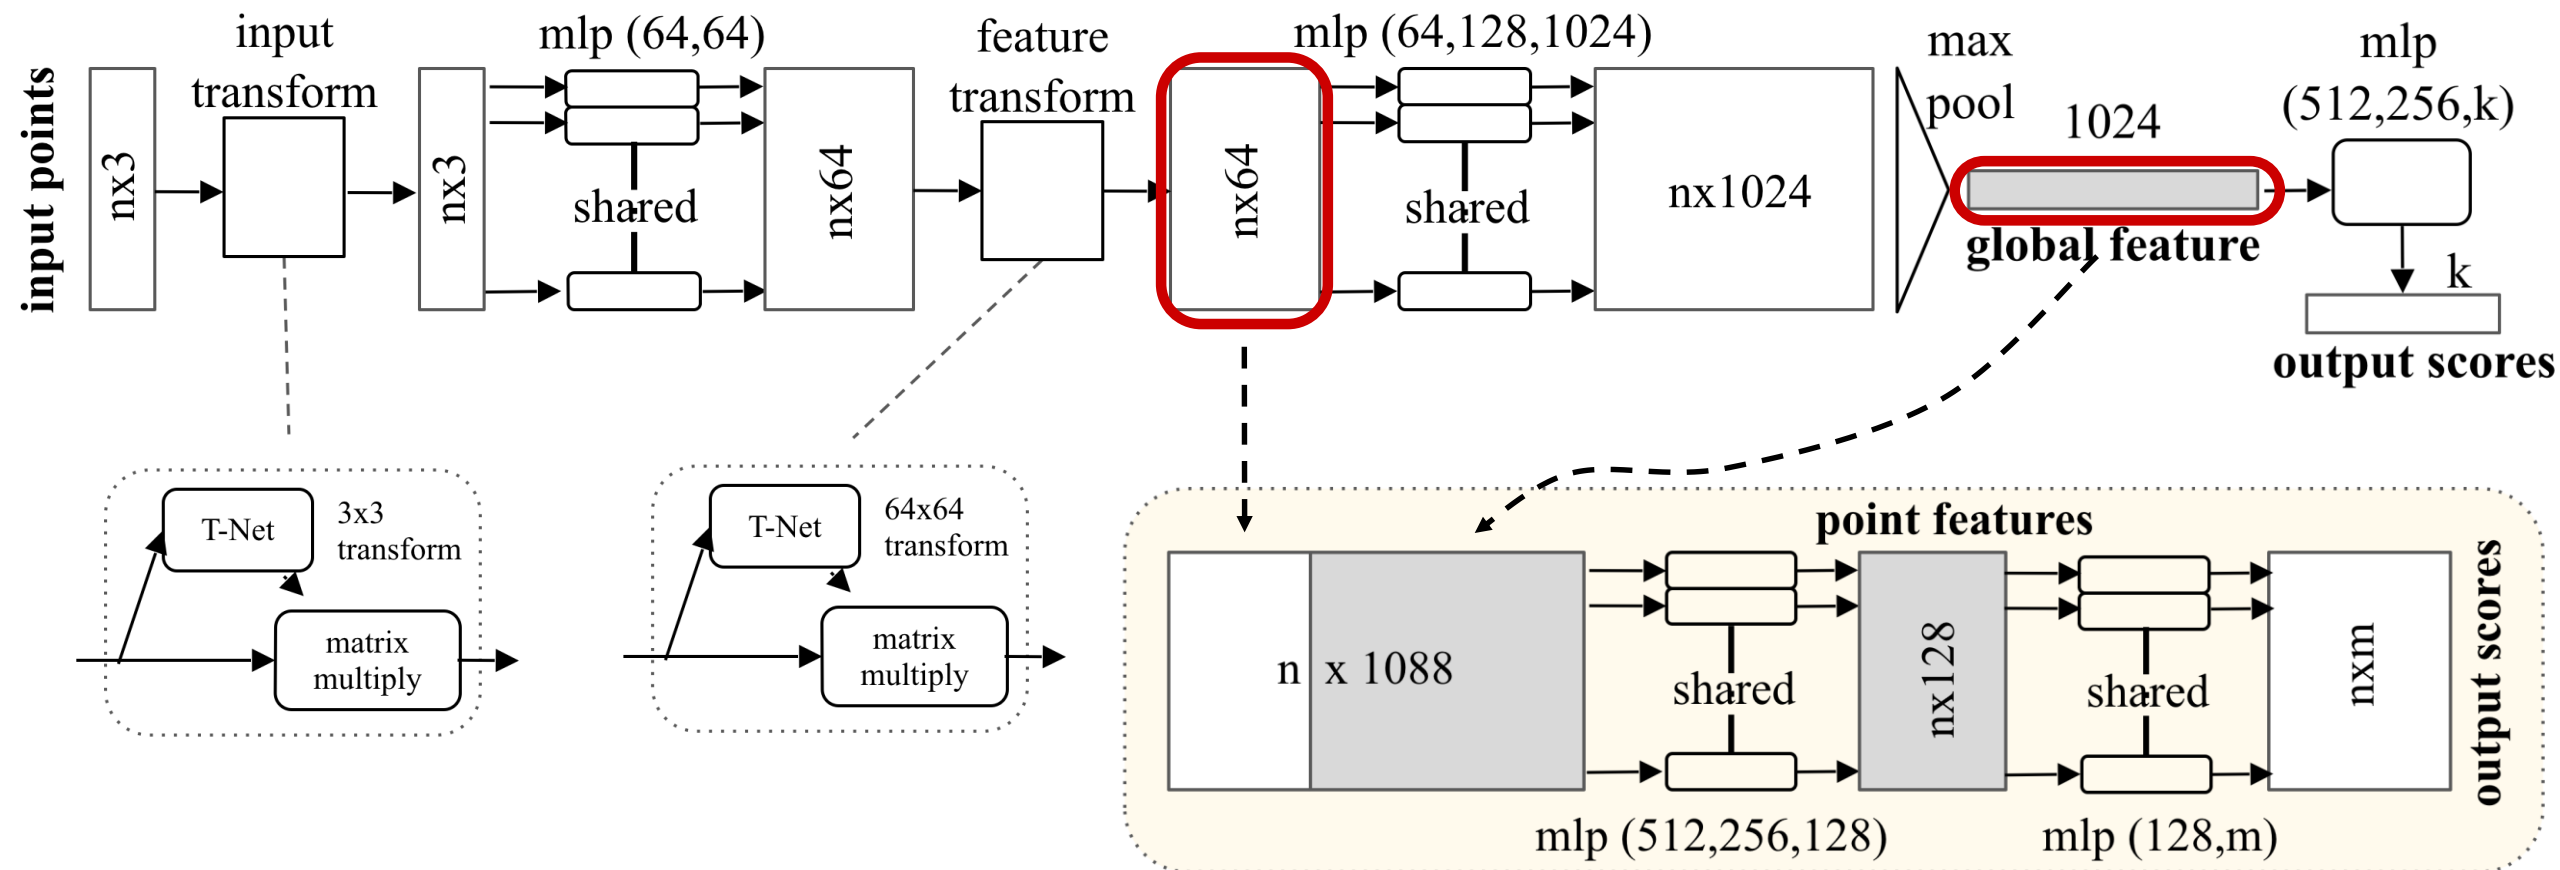 input points
nx3
input
transform
nx3
mlp (64,64)
shared
nx64
feature
transform
nx64
mlp (64,128,1024)
shared
nx1024
max
pool
1024
global feature
mlp
(512,256,k)
k
output scores
T-Net
3x3
transform
matrix
multiply
T-Net
64x64
transform
matrix
multiply
n x 1088
shared
mlp (512,256,128)
point features
nx128
shared
mlp (128,m)
nxm
output scores